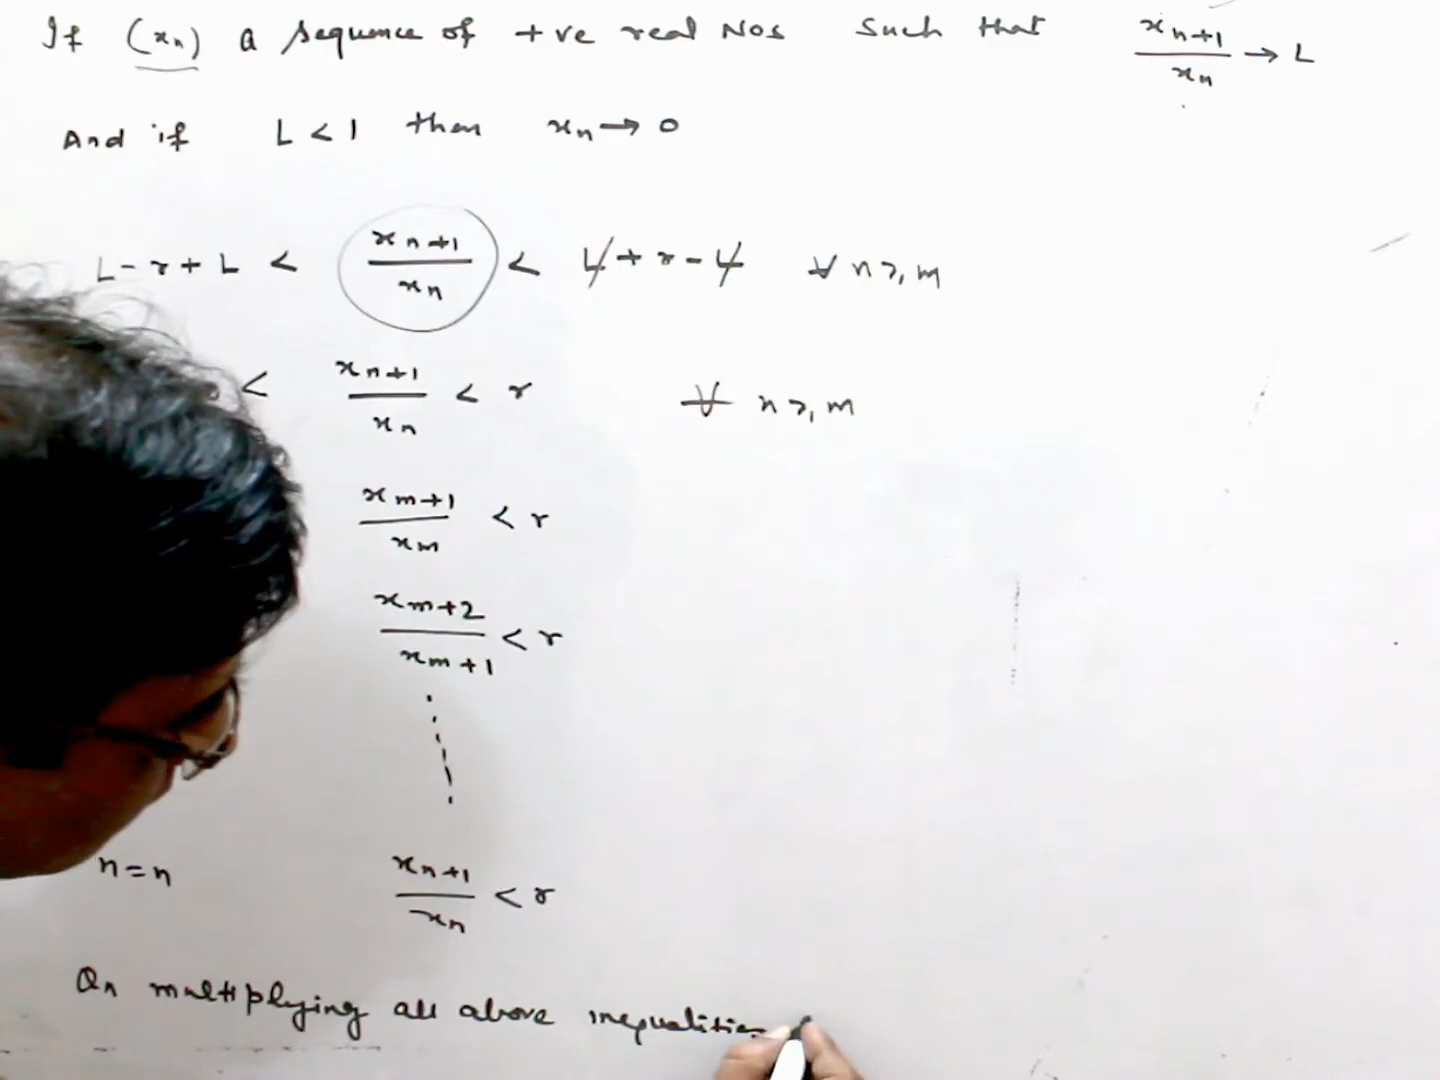 If (xₙ) a sequence of +ve real Nos such that xₙ₊₁/xₙ → L
And if L < 1 then xₙ → 0
L - r + L < xₙ₊₁/xₙ < L + r - L ∀ n ≥ m
< xₙ₊₁/xₙ < r ∀ n ≥ m
xₘ₊₁/xₘ < r
xₘ₊₂/xₘ₊₁ < r
n = n xₙ₊₁/xₙ < r
On multiplying all above inequalities